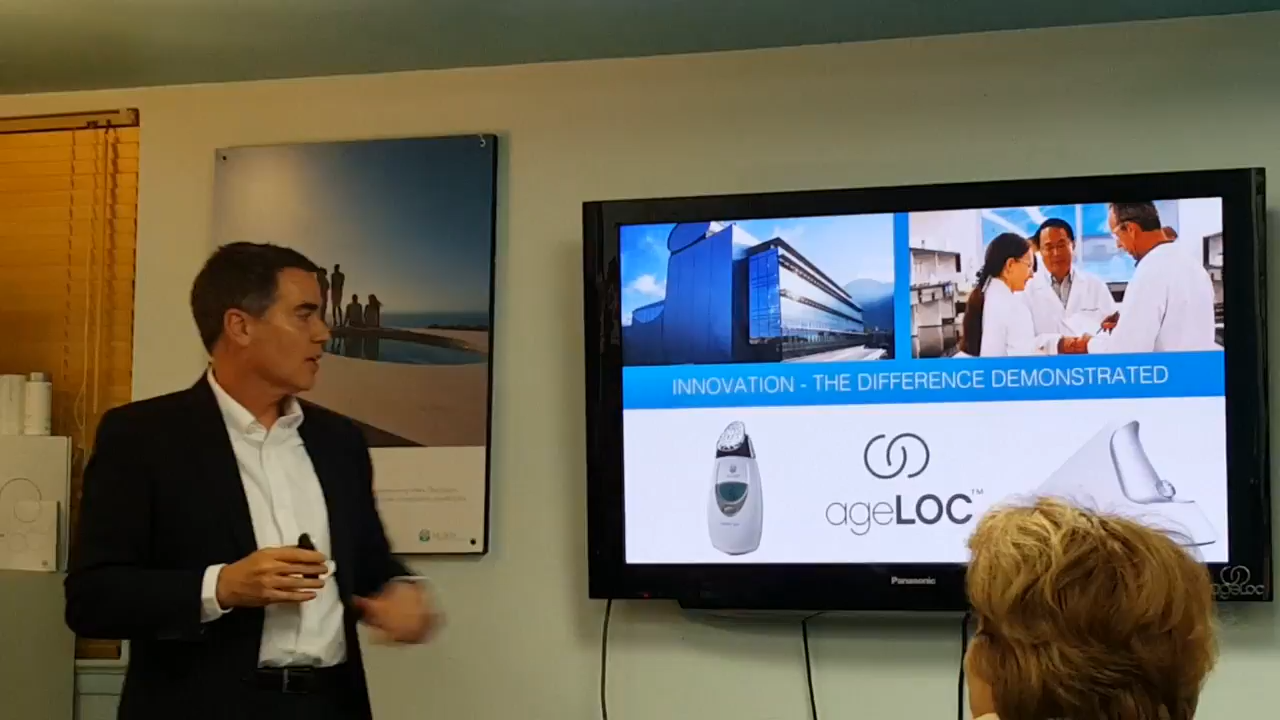 INNOVATION - THE DIFFERENCE DEMONSTRATED
ageLOC™
Panasonic
ageLOC